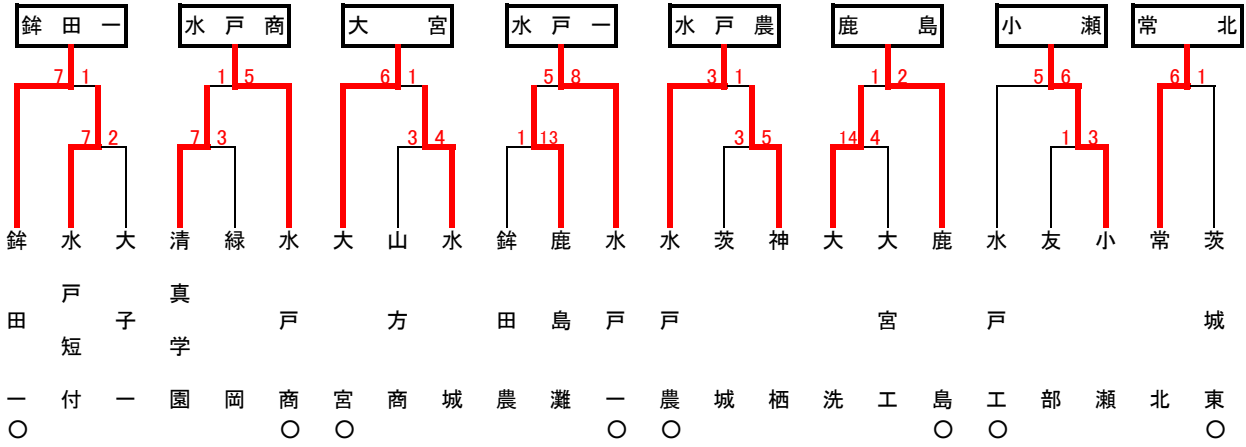 鉾田一 水戸商 大宮 水戸一 水戸農 鹿島 小瀬 常北
7 1 1 5 6 1 5 8 3 1 1 2 5 6 6 1
7 2 7 3 3 4 1 13 3 5 14 4 1 3
鉾田一○
水戸短付
大子一
清真学園
緑岡
水戸商○
大宮○
山方商
水城
鉾田農
鹿島灘
水戸一○
水戸農○
茨城
神栖
大洗
大宮工
鹿島○
水戸工○
友部
小瀬
常北
茨城東○